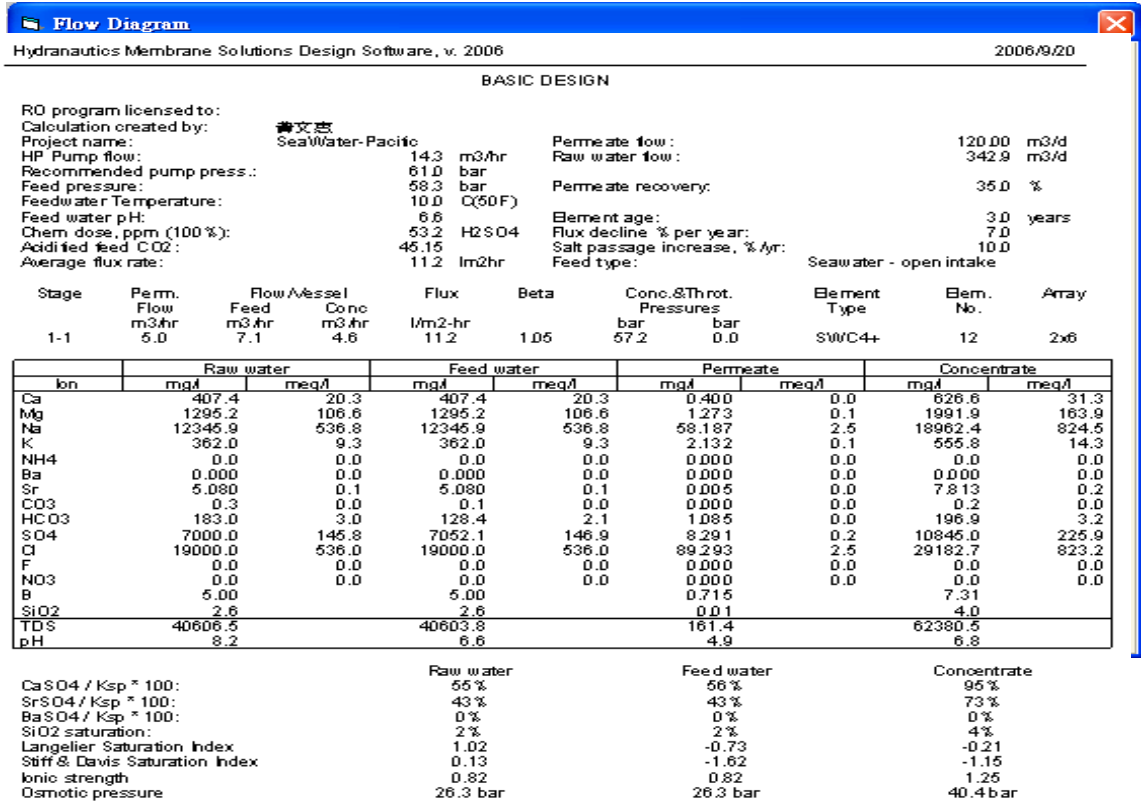 Flow Diagram
Hydranautics Membrane Solutions Design Software, v. 2006 2006/9/20
BASIC DESIGN
RO program licensed to:
Calculation created by: 黃文忠
Project name: SeaWater-Pacific Permeate flow: 120.00 m3/d
HP Pump flow: 14.3 m3/hr Raw water flow: 342.9 m3/d
Recommended pump press.: 61.0 bar
Feed pressure: 58.3 bar Permeate recovery: 35.0 %
Feedwater Temperature: 10.0 C(50F)
Feed water pH: 6.6 Element age: 3.0 years
Chem dose, ppm (100%): 53.2 H2SO4 Flux decline % per year: 7.0
Acidified feed CO2: 45.15 Salt passage increase, %/yr: 10.0
Average flux rate: 11.2 lm2hr Feed type: Seawater - open intake
Stage Perm. Flow/Vessel Flux Beta Conc.&Throt. Element Elem. Array
Flow Feed Conc Pressures Type No.
m3/hr m3/hr m3/hr l/m2-hr bar bar
1-1 5.0 7.1 4.6 11.2 1.05 57.2 0.0 SWC4+ 12 2x6
Raw water Feed water Permeate Concentrate
Ion mg/l meq/l mg/l meq/l mg/l meq/l mg/l meq/l
Ca 407.4 20.3 407.4 20.3 0.400 0.0 626.6 31.3
Mg 1295.2 106.6 1295.2 106.6 1.273 0.1 1991.9 163.9
Na 12345.9 536.8 12345.9 536.8 58.187 2.5 18962.4 824.5
K 362.0 9.3 362.0 9.3 2.132 0.1 555.8 14.3
NH4 0.0 0.0 0.0 0.0 0.000 0.0 0.0 0.0
Ba 0.000 0.0 0.000 0.0 0.000 0.0 0.000 0.0
Sr 5.080 0.1 5.080 0.1 0.005 0.0 7.813 0.2
CO3 0.3 0.0 0.1 0.0 0.000 0.0 0.2 0.0
HCO3 183.0 3.0 128.4 2.1 1.085 0.0 196.9 3.2
SO4 7000.0 145.8 7052.1 146.9 8.291 0.2 10845.0 225.9
Cl 19000.0 536.0 19000.0 536.0 89.293 2.5 29182.7 823.2
F 0.0 0.0 0.0 0.0 0.000 0.0 0.0 0.0
NO3 0.0 0.0 0.0 0.0 0.000 0.0 0.0 0.0
B 5.00 5.00 0.715 7.31
SiO2 2.6 2.6 0.01 4.0
TDS 40606.5 40603.8 161.4 62380.5
pH 8.2 6.6 4.9 6.8
Raw water Feed water Concentrate
CaSO4 / Ksp * 100: 55% 56% 95%
SrSO4 / Ksp * 100: 43% 43% 73%
BaSO4 / Ksp * 100: 0% 0% 0%
SiO2 saturation: 2% 2% 4%
Langelier Saturation Index 1.02 -0.73 -0.21
Stiff & Davis Saturation Index 0.13 -1.62 -1.15
Ionic strength 0.82 0.82 1.25
Osmotic pressure 26.3 bar 26.3 bar 40.4 bar